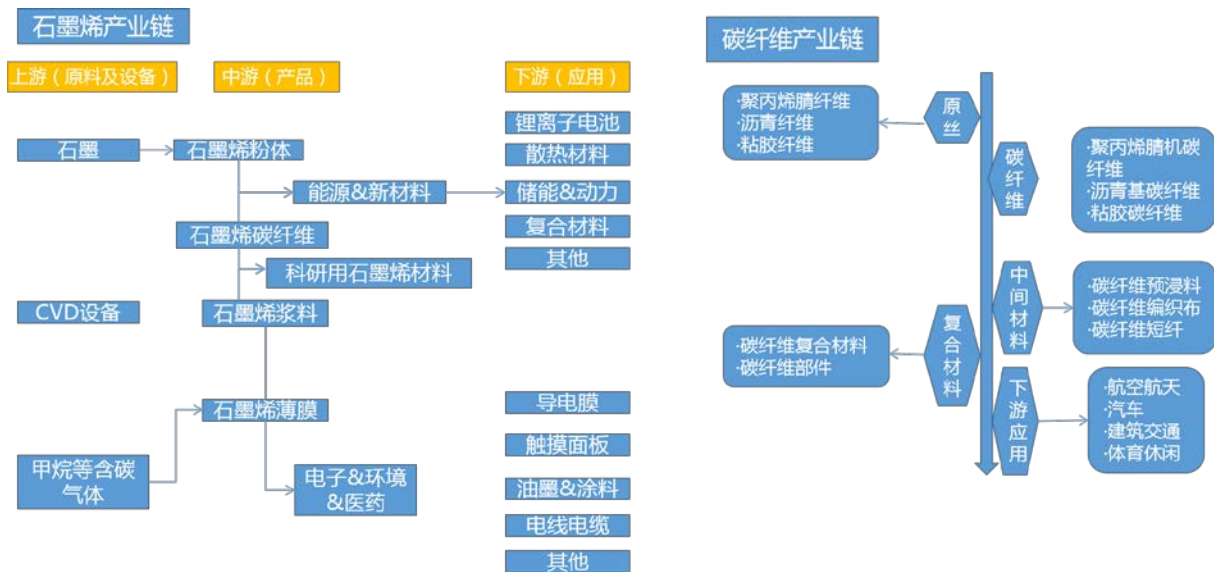 石墨烯产业链
上游（原料及设备）
中游（产品）
下游（应用）
石墨
石墨烯粉体
能源&新材料
石墨烯碳纤维
科研用石墨烯材料
CVD设备
石墨烯浆料
石墨烯薄膜
甲烷等含碳
气体
电子&环境
&医药
锂离子电池
散热材料
储能&动力
复合材料
其他
导电膜
触摸面板
油墨&涂料
电线电缆
其他
碳纤维产业链
原丝
·聚丙烯腈纤维
·沥青纤维
·粘胶纤维
碳纤维
·聚丙烯腈机碳
纤维
·沥青基碳纤维
·粘胶碳纤维
中间材料
·碳纤维预浸料
·碳纤维编织布
·碳纤维短纤
复合材料
·碳纤维复合材料
·碳纤维部件
下游应用
·航空航天
·汽车
·建筑交通
·体育休闲